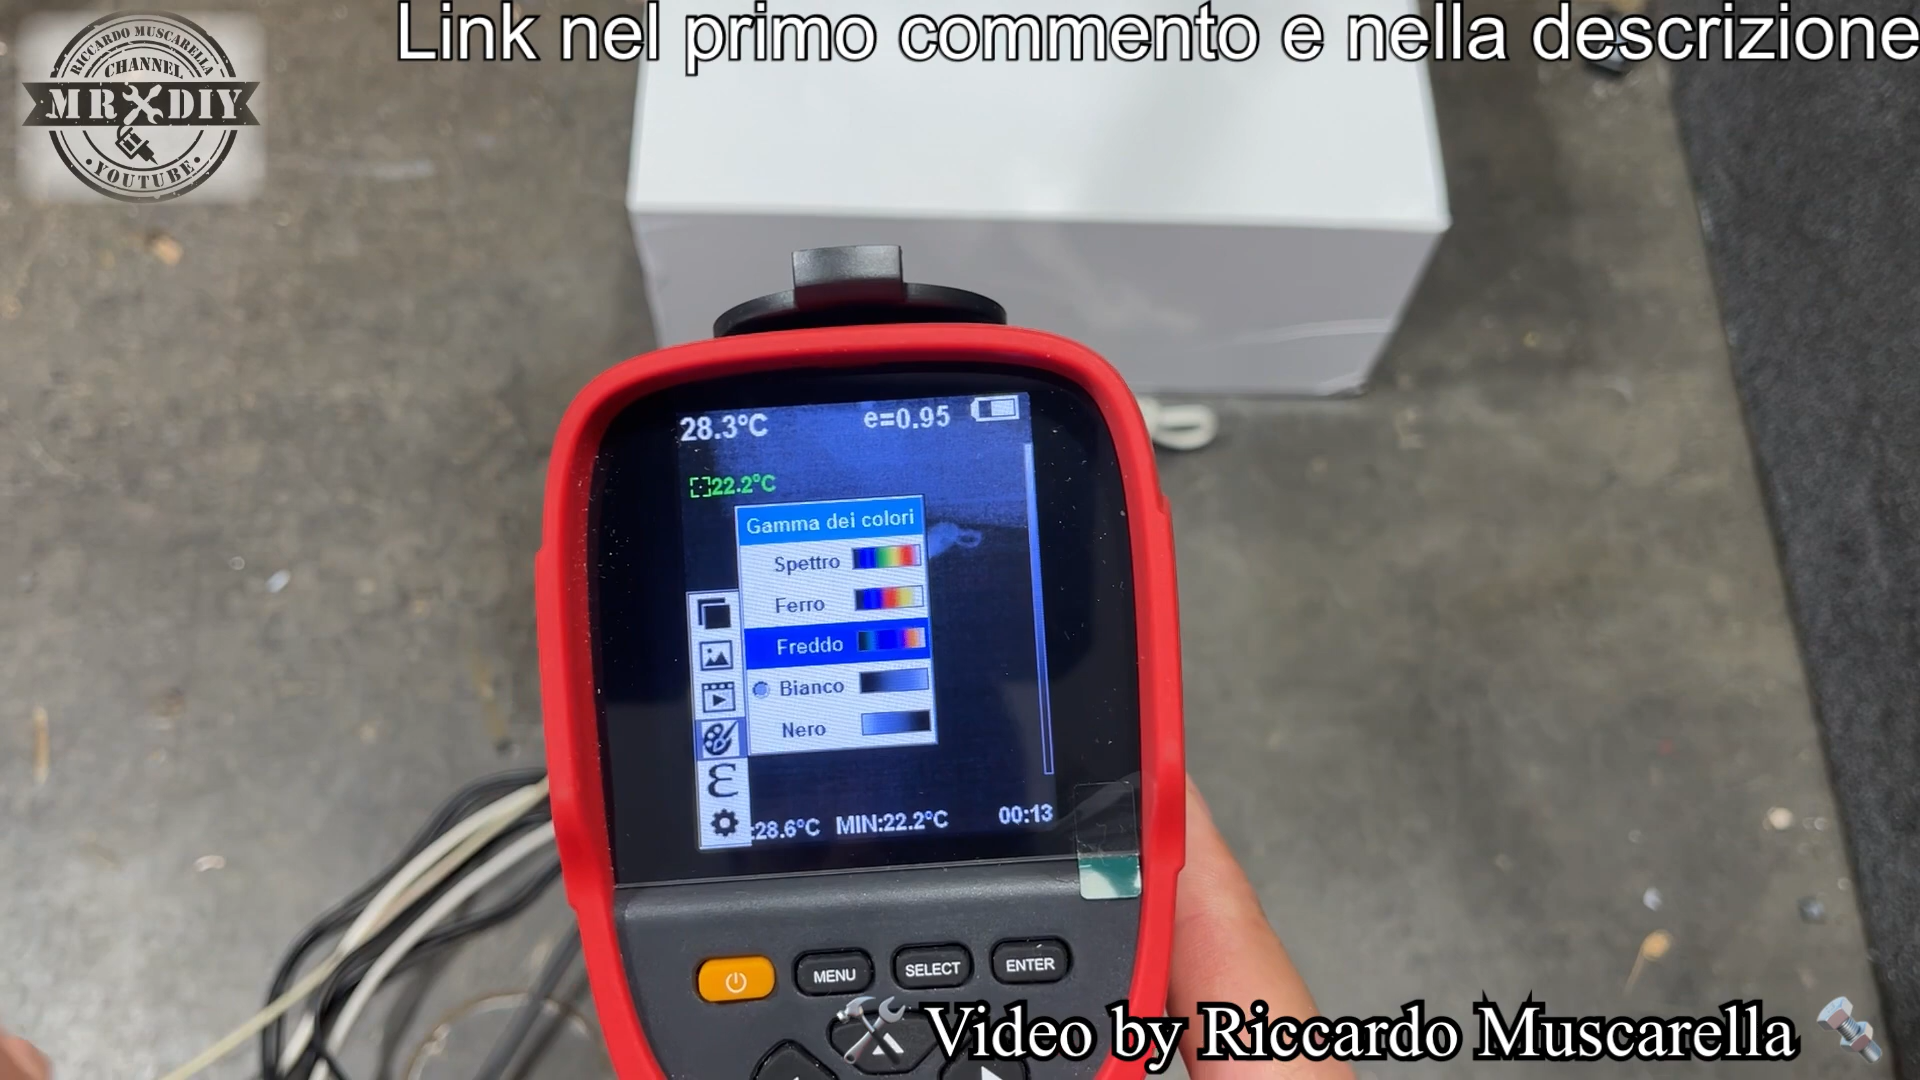 Link nel primo commento e nella descrizione
RICCARDO MUSCARELLA
CHANNEL
MR DIY
YOUTUBE
28.3°C
e=0.95
22.2°C
Gamma dei colori
Spettro
Ferro
Freddo
Bianco
Nero
ε
:28.6°C MIN:22.2°C 00:13
MENU
SELECT
ENTER
Video by Riccardo Muscarella